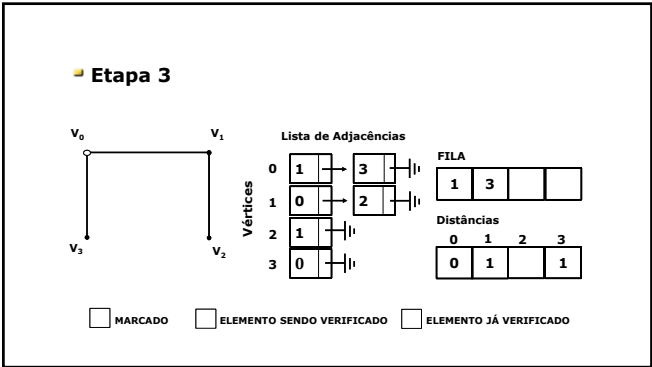 Etapa 3
V0 V1
Lista de Adjacências
FILA
0 1 3
1 3
1 0 2
Vértices
Distâncias
2 1
0 1 2 3
V3 V2
3 0
0 1 1
MARCADO ELEMENTO SENDO VERIFICADO ELEMENTO JÁ VERIFICADO